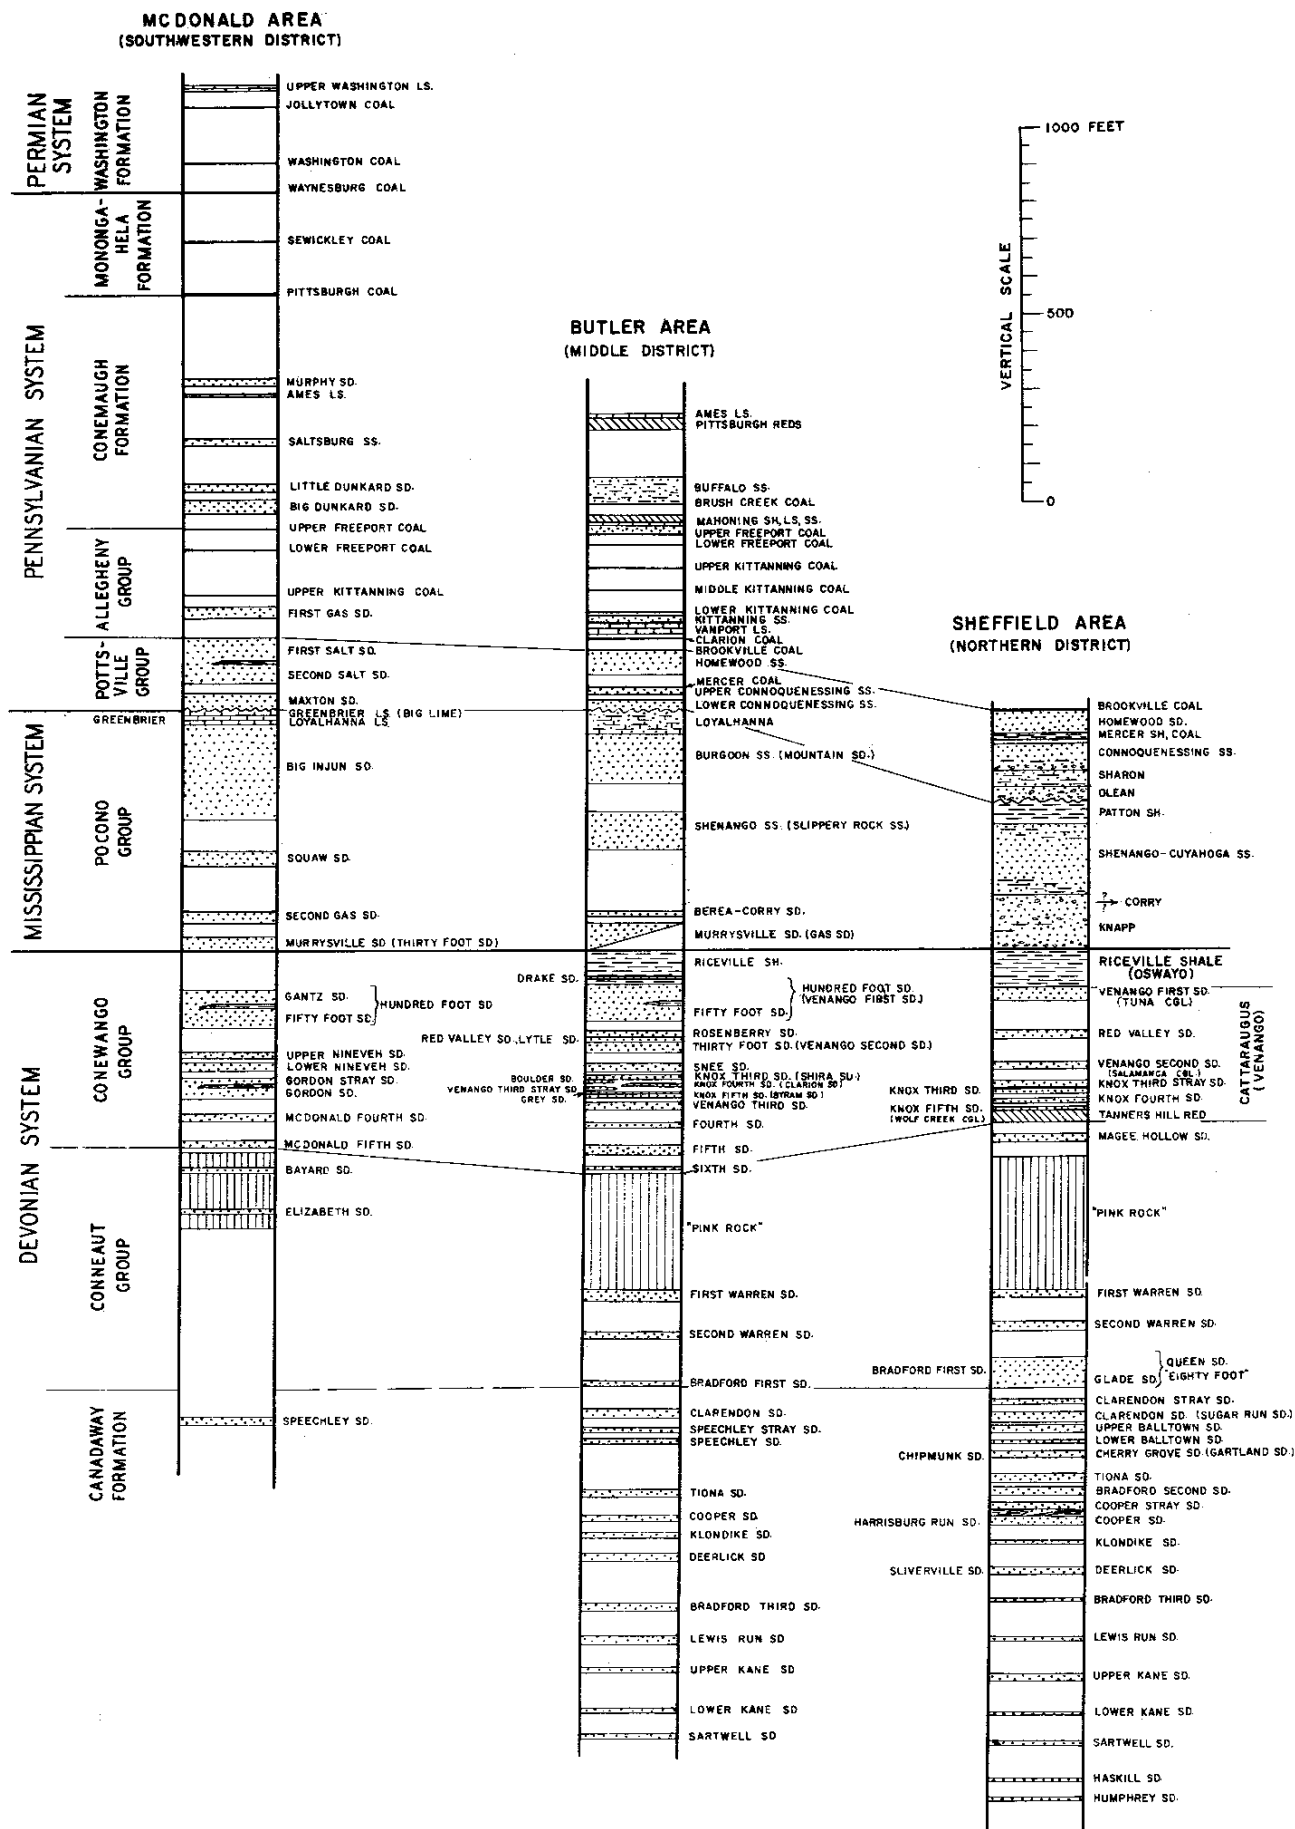 MCDONALD AREA
(SOUTHWESTERN DISTRICT)
PERMIAN
SYSTEM
WASHINGTON
FORMATION
UPPER WASHINGTON LS.
JOLLYTOWN COAL
WASHINGTON COAL
WAYNESBURG COAL
PENNSYLVANIAN SYSTEM
MONONGA-
HELA
FORMATION
SEWICKLEY COAL
PITTSBURGH COAL
CONEMAUGH
FORMATION
MURPHY SD.
AMES LS.
SALTSBURG SS.
LITTLE DUNKARD SD.
BIG DUNKARD SD.
UPPER FREEPORT COAL
ALLEGHENY
GROUP
LOWER FREEPORT COAL
UPPER KITTANNING COAL
FIRST GAS SD.
POTTS-
VILLE
GROUP
FIRST SALT SD.
SECOND SALT SD.
MAXTON SD.
MISSISSIPPIAN SYSTEM
GREENBRIER
GREENBRIER LS (BIG LIME)
LOYALHANNA LS.
POCONO
GROUP
BIG INJUN SD.
SQUAW SD.
SECOND GAS SD.
MURRYSVILLE SD (THIRTY FOOT SD)
DEVONIAN SYSTEM
CONEWANGO
GROUP
GANTZ SD.
FIFTY FOOT SD.
HUNDRED FOOT SD
UPPER NINEVEH SD.
LOWER NINEVEH SD.
GORDON STRAY SD.
GORDON SD.
MCDONALD FOURTH SD.
MCDONALD FIFTH SD.
CONNEAUT
GROUP
BAYARD SD.
ELIZABETH SD.
CANADAWAY
FORMATION
SPEECHLEY SD.
BUTLER AREA
(MIDDLE DISTRICT)
AMES LS.
PITTSBURGH REDS
BUFFALO SS.
BRUSH CREEK COAL
MAHONING SH, LS, SS.
UPPER FREEPORT COAL
LOWER FREEPORT COAL
UPPER KITTANNING COAL
MIDDLE KITTANNING COAL
LOWER KITTANNING COAL
KITTANNING SS.
VANPORT LS.
CLARION COAL
BROOKVILLE COAL
HOMEWOOD SS.
MERCER COAL
UPPER CONNOQUENESSING SS.
LOWER CONNOQUENESSING SS.
LOYALHANNA
BURGOON SS. (MOUNTAIN SD.)
SHENANGO SS. (SLIPPERY ROCK SS.)
BEREA-CORRY SD.
MURRYSVILLE SD. (GAS SD)
RICEVILLE SH.
DRAKE SD.
HUNDRED FOOT SD.
(VENANGO FIRST SD.)
FIFTY FOOT SD.
RED VALLEY SD., LYTLE SD.
ROSENBERRY SD.
THIRTY FOOT SD. (VENANGO SECOND SD.)
SNEE SD.
BOULDER SD.
KNOX THIRD SD. (SHIRA SD.)
VENANGO THIRD STRAY SD.
KNOX FOURTH SD. (CLARION SD)
GREY SD.
KNOX FIFTH SD. (BYRAM SD.)
VENANGO THIRD SD.
FOURTH SD.
FIFTH SD.
SIXTH SD.
"PINK ROCK"
FIRST WARREN SD.
SECOND WARREN SD.
BRADFORD FIRST SD.
CLARENDON SD.
SPEECHLEY STRAY SD.
SPEECHLEY SD.
TIONA SD.
COOPER SD.
KLONDIKE SD.
DEERLICK SD
BRADFORD THIRD SD.
LEWIS RUN SD
UPPER KANE SD
LOWER KANE SD
SARTWELL SD
VERTICAL SCALE
1000 FEET
500
0
SHEFFIELD AREA
(NORTHERN DISTRICT)
BROOKVILLE COAL
HOMEWOOD SD.
MERCER SH, COAL
CONNOQUENESSING SS.
SHARON
OLEAN
PATTON SH.
SHENANGO-CUYAHOGA SS.
?
?
CORRY
KNAPP
RICEVILLE SHALE
(OSWAYO)
VENANGO FIRST SD.
(TUNA CGL)
RED VALLEY SD.
VENANGO SECOND SD.
(SALAMANCA CGL)
KNOX THIRD STRAY SD.
KNOX THIRD SD.
KNOX FOURTH SD.
KNOX FIFTH SD.
(WOLF CREEK CGL)
TANNERS HILL RED
CATTARAUGUS
(VENANGO)
MAGEE HOLLOW SD.
"PINK ROCK"
FIRST WARREN SD.
SECOND WARREN SD.
BRADFORD FIRST SD.
QUEEN SD.
"EIGHTY FOOT"
GLADE SD.
CLARENDON STRAY SD.
CLARENDON SD. (SUGAR RUN SD.)
UPPER BALLTOWN SD.
LOWER BALLTOWN SD.
CHIPMUNK SD.
CHERRY GROVE SD. (GARTLAND SD.)
TIONA SD.
BRADFORD SECOND SD.
COOPER STRAY SD.
HARRISBURG RUN SD.
COOPER SD.
KLONDIKE SD.
SLIVERVILLE SD.
DEERLICK SD.
BRADFORD THIRD SD.
LEWIS RUN SD.
UPPER KANE SD.
LOWER KANE SD.
SARTWELL SD.
HASKILL SD.
HUMPHREY SD.